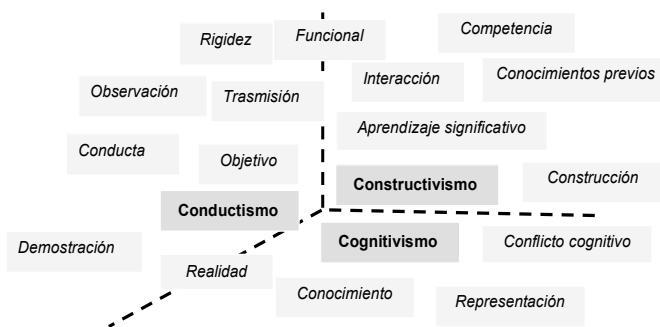 Competencia
Rigidez
Funcional
Interacción
Conocimientos previos
Observación
Trasmisión
Aprendizaje significativo
Conducta
Objetivo
Constructivismo
Construcción
Conductismo
Cognitivismo
Conflicto cognitivo
Demostración
Realidad
Conocimiento
Representación